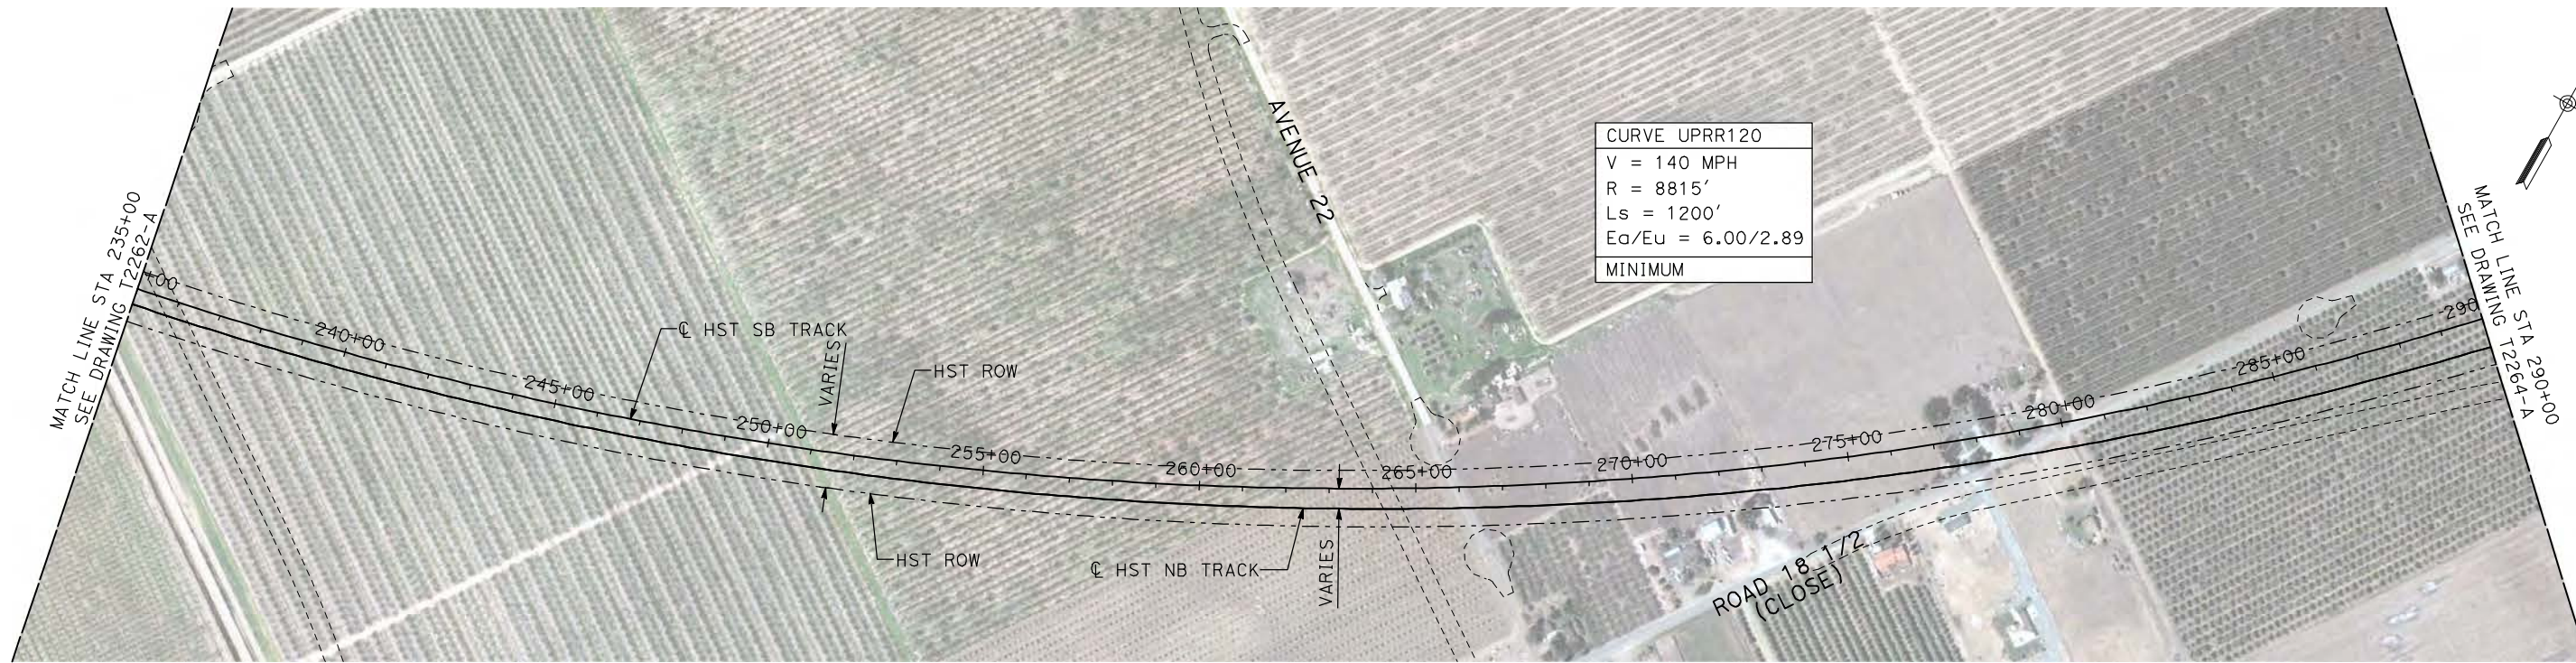 MATCH LINE STA 235+00
SEE DRAWING T2262-A
+00
240+00
245+00
250+00
255+00
260+00
265+00
270+00
275+00
280+00
285+00
290
℄ HST SB TRACK
VARIES
HST ROW
HST ROW
℄ HST NB TRACK
VARIES
AVENUE 22
CURVE UPRR120
V = 140 MPH
R = 8815'
Ls = 1200'
Ea/Eu = 6.00/2.89
MINIMUM
ROAD 18 1/2
(CLOSE)
MATCH LINE STA 290+00
SEE DRAWING T2264-A